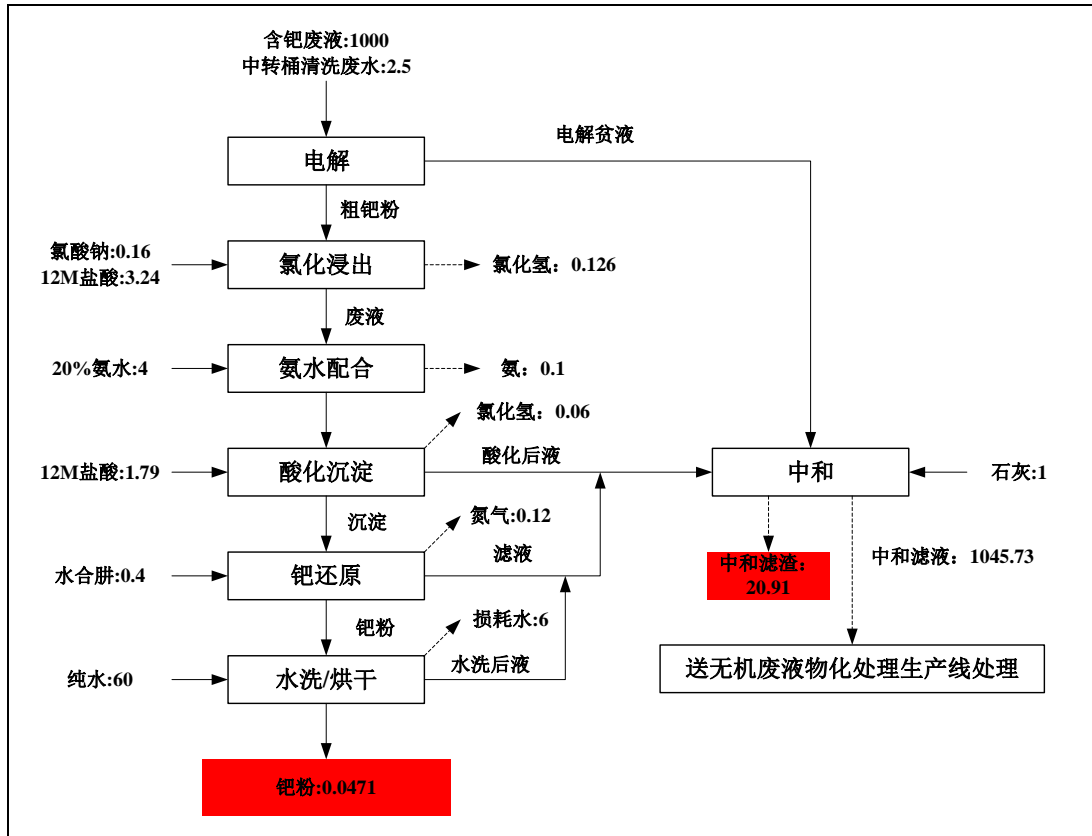 含钯废液:1000
中转桶清洗废水:2.5
电解贫液
电解
粗钯粉
氯酸钠:0.16
12M盐酸:3.24
氯化浸出
氯化氢：0.126
废液
20%氨水:4
氨水配合
氨：0.1
氯化氢：0.06
12M盐酸:1.79
酸化沉淀
酸化后液
中和
石灰:1
沉淀
氮气:0.12
滤液
中和滤渣：
20.91
中和滤液：1045.73
水合肼:0.4
钯还原
钯粉
损耗水:6
纯水:60
水洗/烘干
水洗后液
送无机废液物化处理生产线处理
钯粉:0.0471